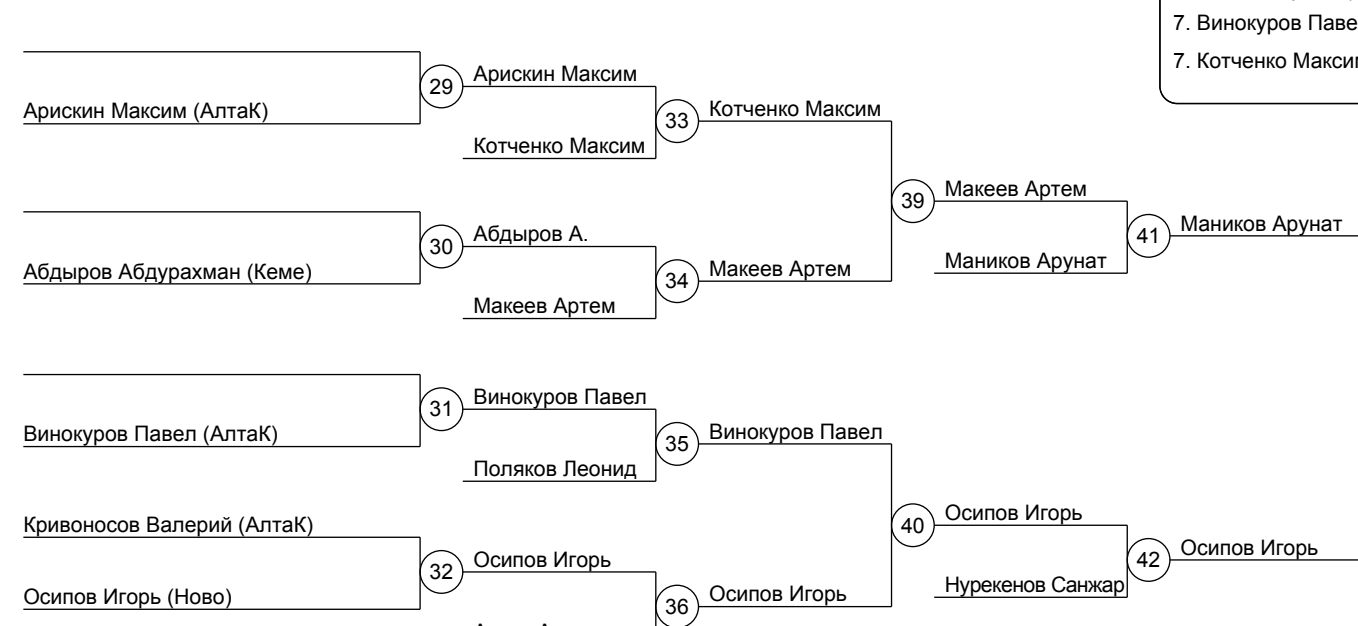 7. Винокуров Паве
7. Котченко Макси
Арискин Максим (АлтаК)
29
Арискин Максим
Котченко Максим
33
Котченко Максим
Абдыров Абдурахман (Кеме)
30
Абдыров А.
Макеев Артем
34
Макеев Артем
39
Макеев Артем
Маников Арунат
41
Маников Арунат
Винокуров Павел (АлтаК)
31
Винокуров Павел
Поляков Леонид
35
Винокуров Павел
Кривоносов Валерий (АлтаК)
Осипов Игорь (Ново)
32
Осипов Игорь
36
Осипов Игорь
40
Осипов Игорь
Нурекенов Санжар
42
Осипов Игорь